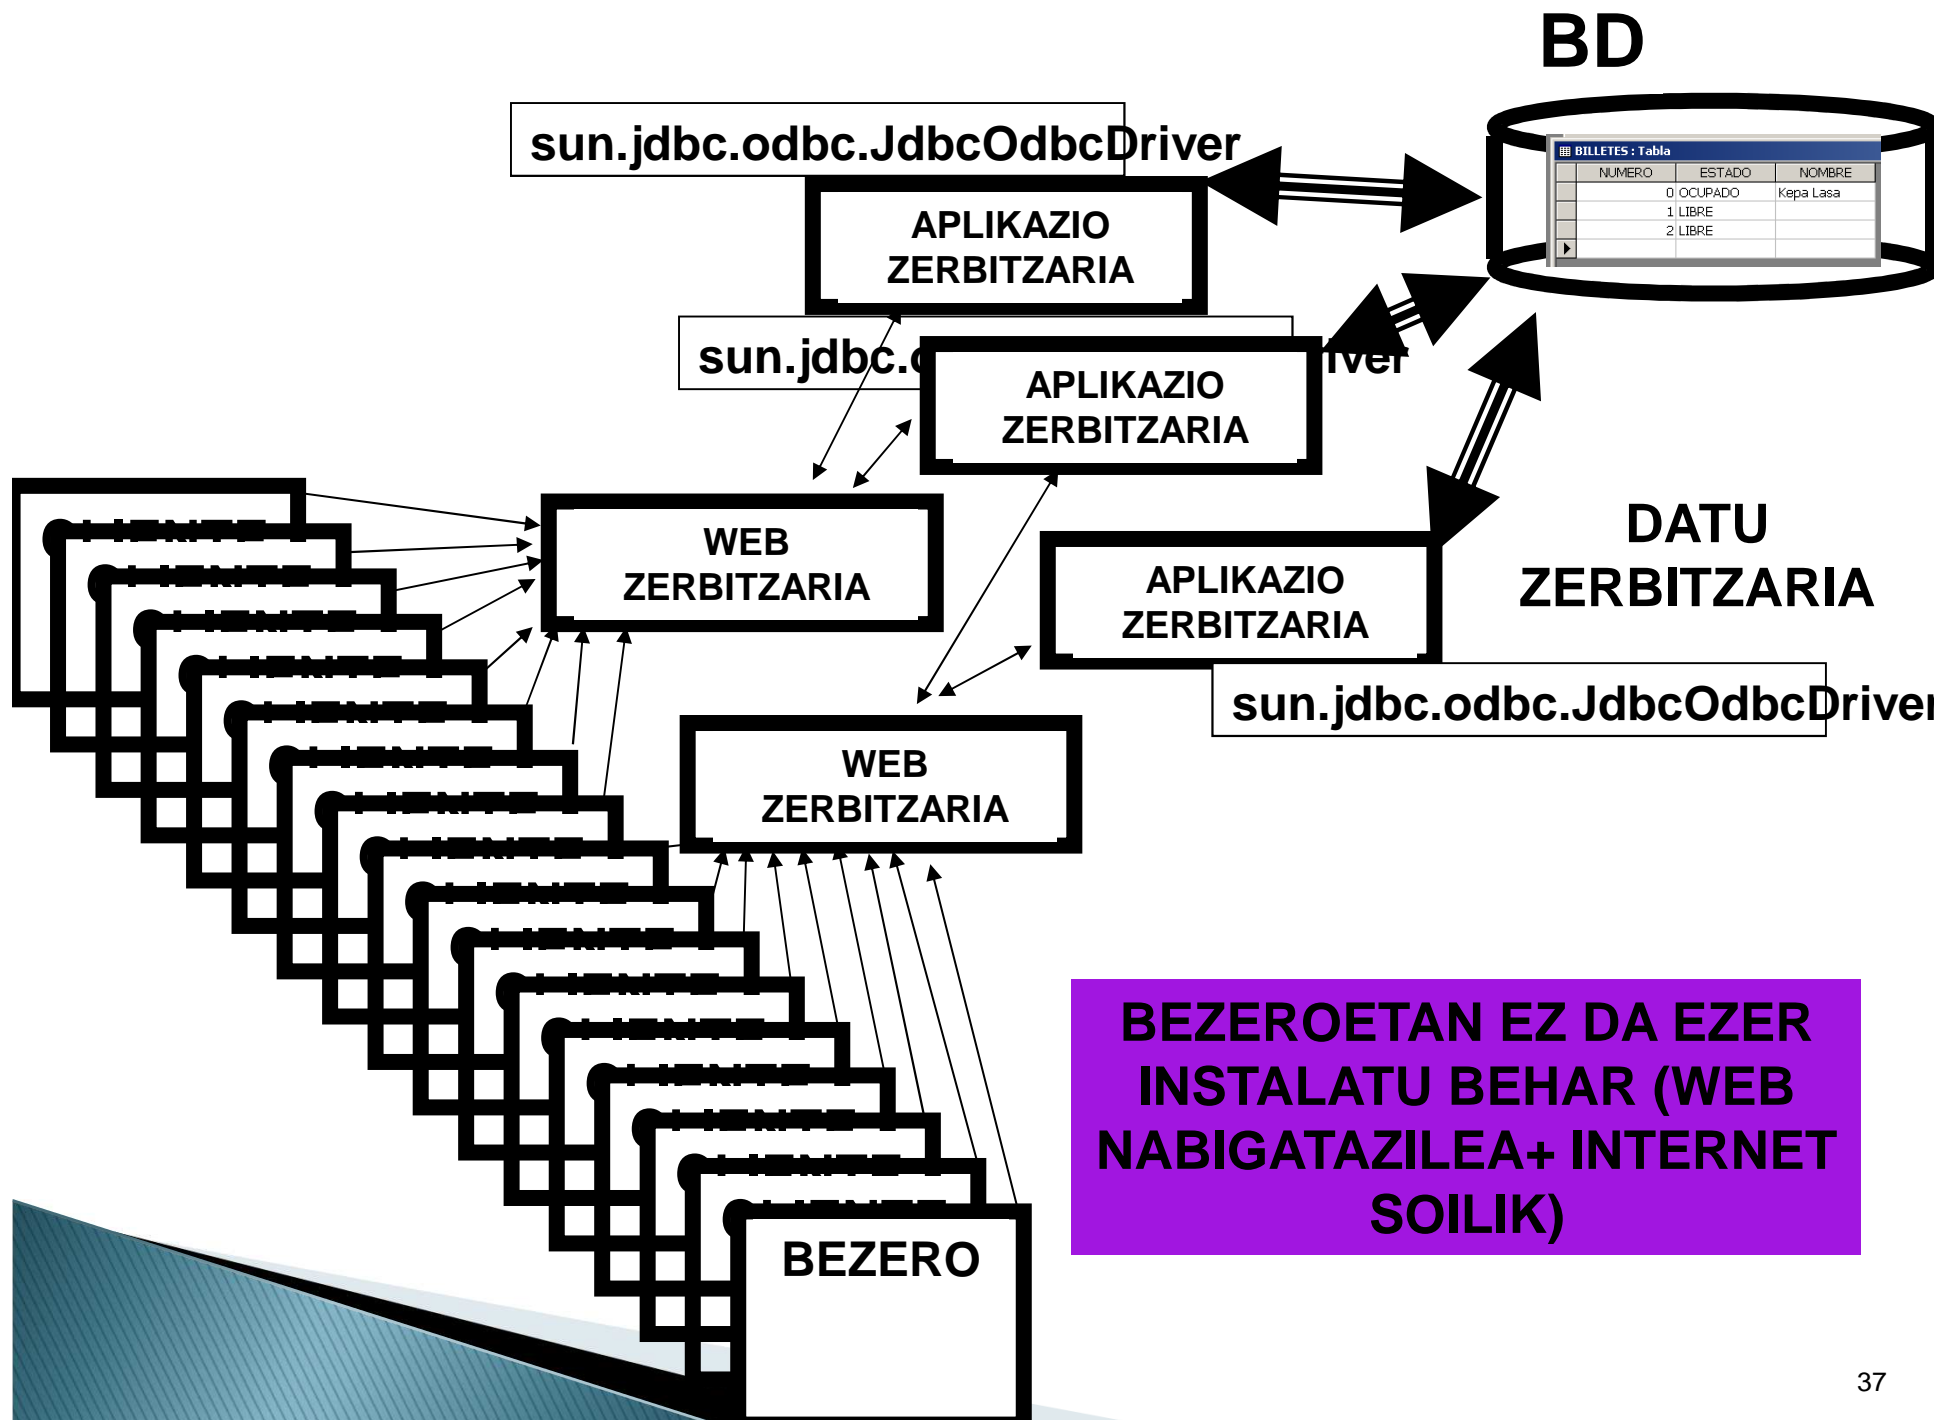 BD
sun.jdbc.odbc.JdbcOdbcDriver
BILLETES : Tabla
NUMERO ESTADO NOMBRE
0 OCUPADO Kepa Lasa
1 LIBRE
2 LIBRE
APLIKAZIO
ZERBITZARIA
sun.jdbc.
APLIKAZIO
ZERBITZARIA
WEB
ZERBITZARIA
APLIKAZIO
ZERBITZARIA
DATU
ZERBITZARIA
sun.jdbc.odbc.JdbcOdbcDriver
WEB
ZERBITZARIA
BEZEROETAN EZ DA EZER
INSTALATU BEHAR (WEB
NABIGATAZILEA+ INTERNET
SOILIK)
BEZERO
37